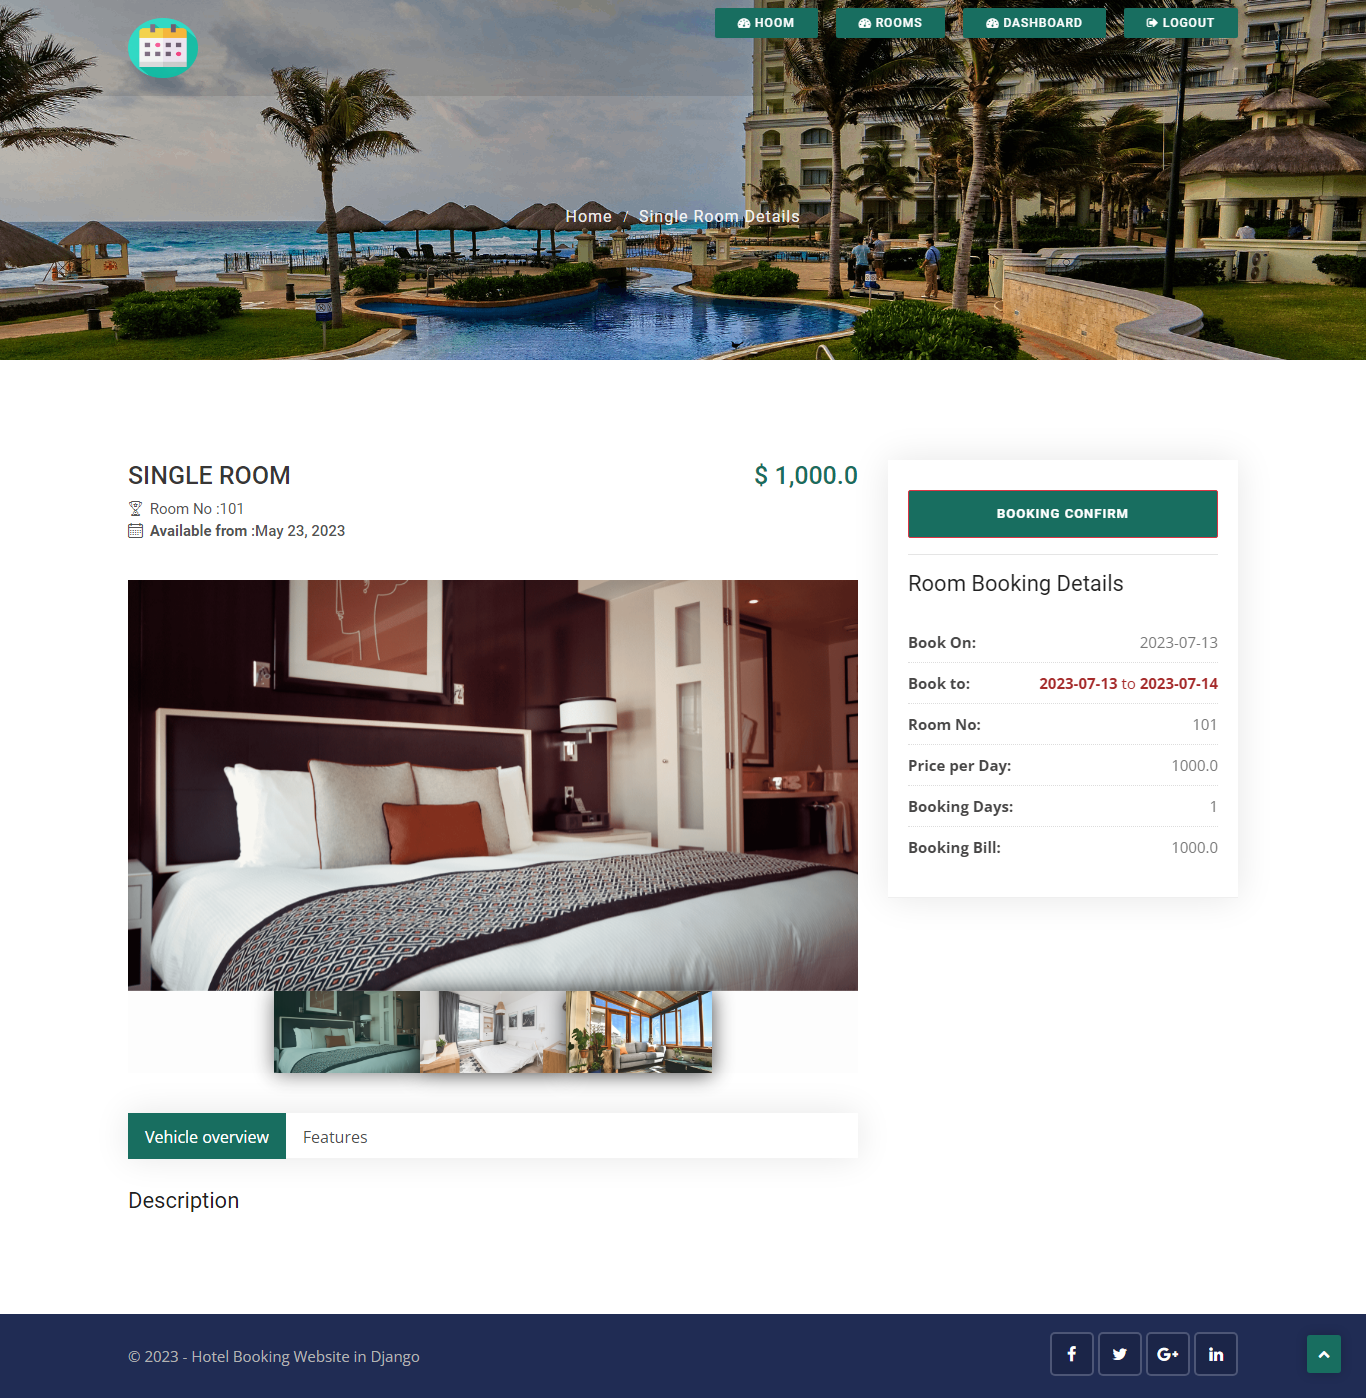 HOOM
ROOMS
DASHBOARD
LOGOUT
Home / Single Room Details
SINGLE ROOM
$ 1,000.0
Room No :101
Available from :May 23, 2023
BOOKING CONFIRM
Room Booking Details
Book On: 2023-07-13
Book to: 2023-07-13 to 2023-07-14
Room No: 101
Price per Day: 1000.0
Booking Days: 1
Booking Bill: 1000.0
Vehicle overview
Features
Description
© 2023 - Hotel Booking Website in Django